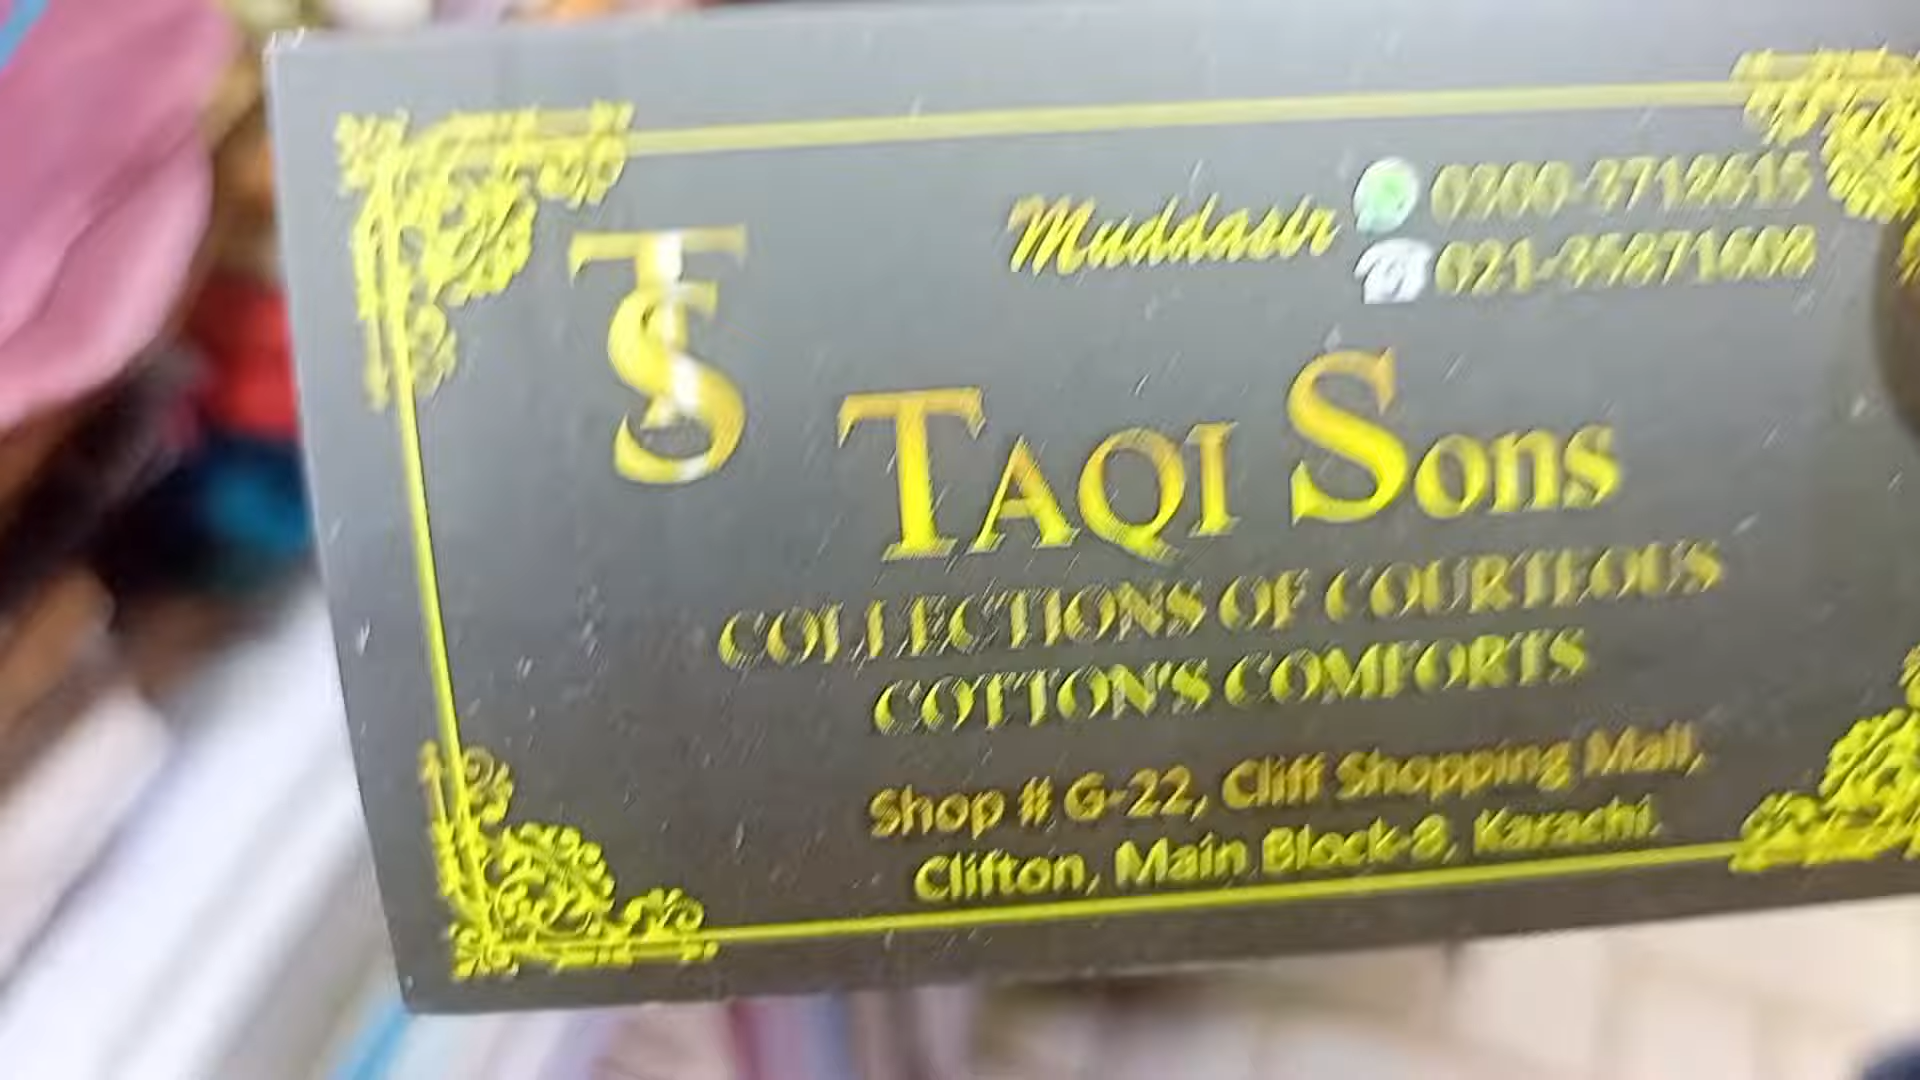 TS
Muddasir
TAQI Sons
COLLECTIONS OF COURTEOUS
COTTON'S COMFORTS
Shop # G-22, Cliff Shopping Mall,
Clifton, Main Block-8, Karachi.